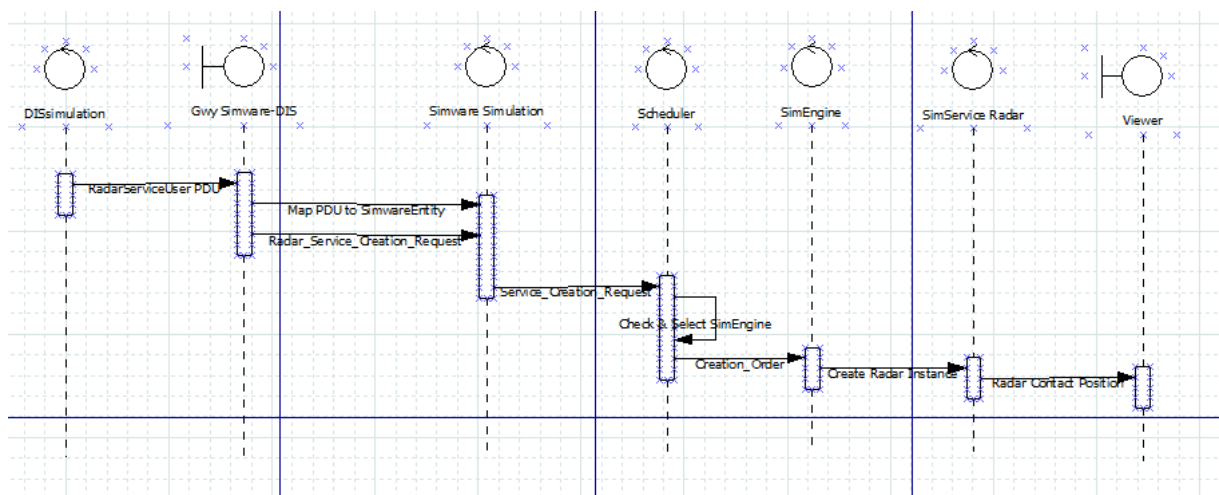 DISsimulation
Gwy Simware-DIS
Simware Simulation
Scheduler
SimEngine
SimService Radar
Viewer
RadarServiceUser PDU
Map PDU to SimwareEntity
Radar_Service_Creation_Request
Service_Creation_Request
Check & Select SimEngine
Creation_Order
Create Radar Instance
Radar Contact Position